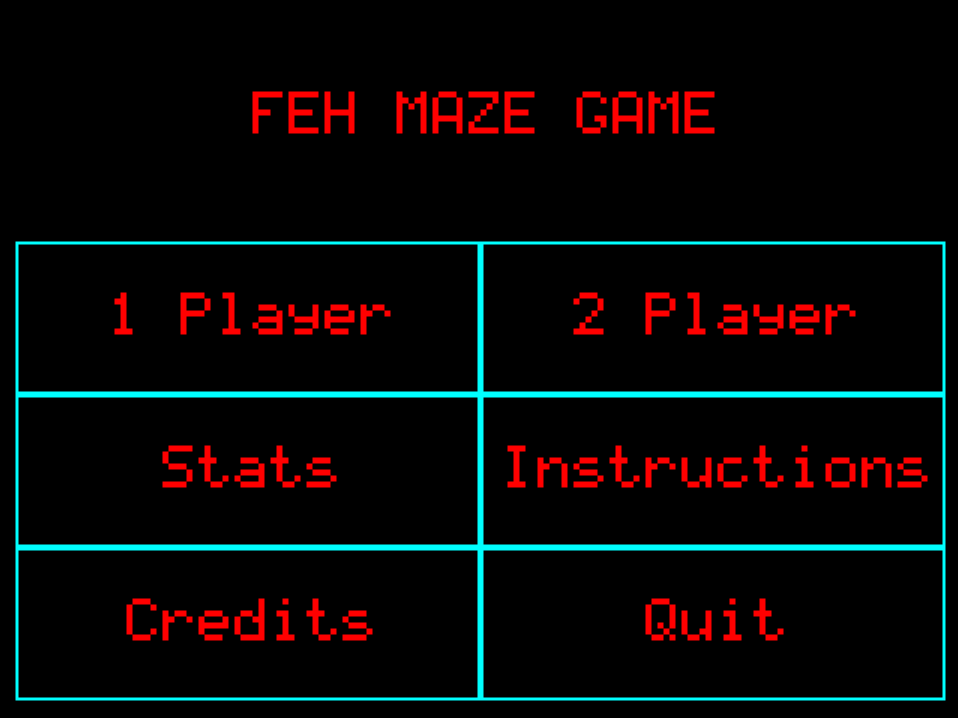 FEH MAZE GAME
1 Player
2 Player
Stats
Instructions
Credits
Quit